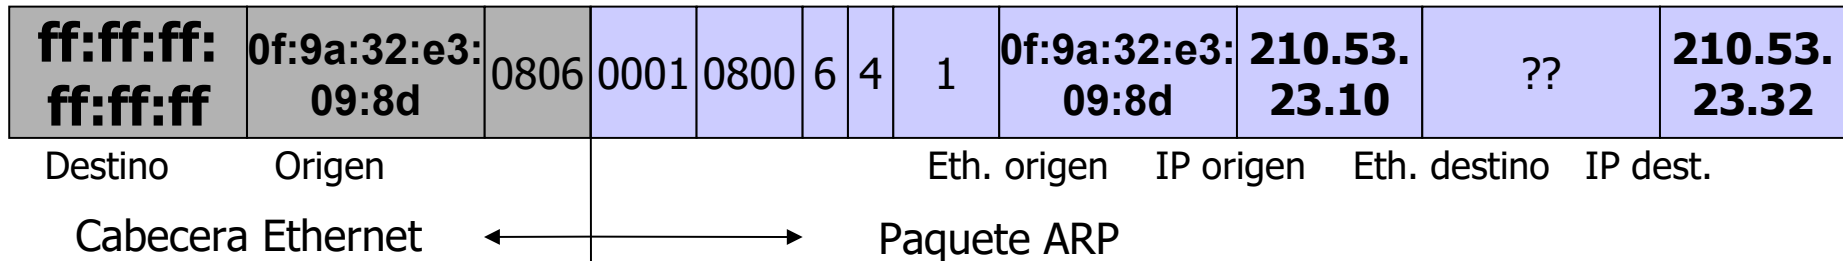 ff:ff:ff:
ff:ff:ff
0f:9a:32:e3:
09:8d
0806
0001
0800
6
4
1
0f:9a:32:e3:
09:8d
210.53.
23.10
??
210.53.
23.32
Destino
Origen
Eth. origen
IP origen
Eth. destino
IP dest.
Cabecera Ethernet
Paquete ARP